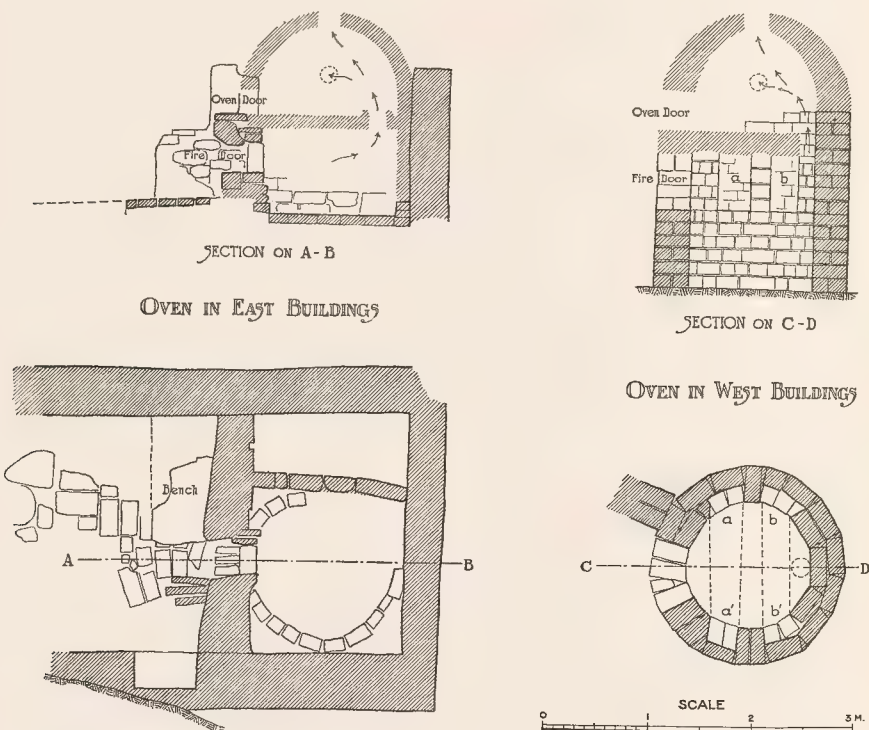 Oven Door
Fire Door
SECTION ON A-B
OVEN IN EAST BUILDINGS
Oven Door
Fire Door
a
b
SECTION ON C-D
OVEN IN WEST BUILDINGS
Bench
A
B
a
b
C
D
a'
b'
SCALE
0 1 2 3 M.